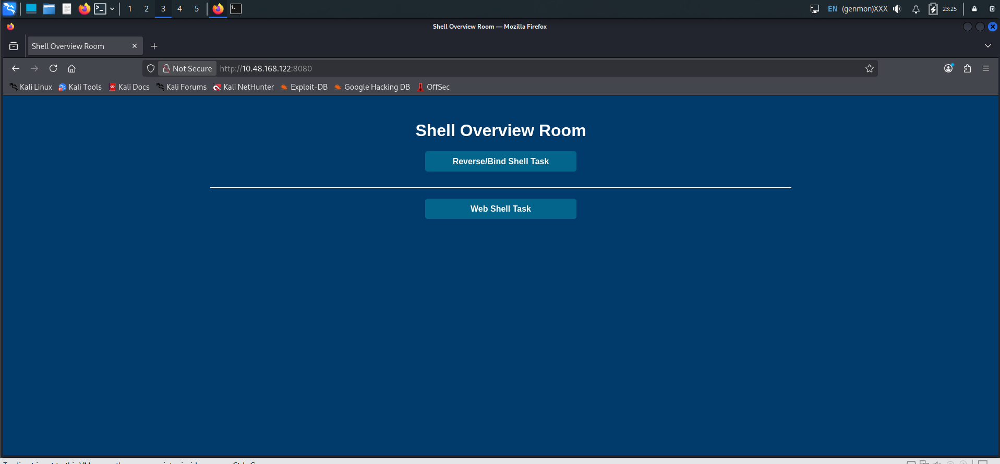 1 2 3 4 5 EN (genmon)XXX 23:25
Shell Overview Room — Mozilla Firefox
Shell Overview Room
Not Secure http://10.48.168.122:8080
Kali Linux Kali Tools Kali Docs Kali Forums Kali NetHunter Exploit-DB Google Hacking DB OffSec
Shell Overview Room
Reverse/Bind Shell Task
Web Shell Task